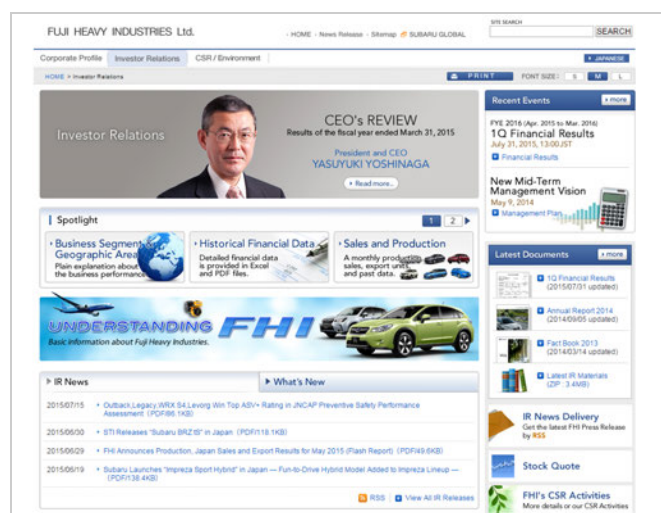 SITE SEARCH
FUJI HEAVY INDUSTRIES Ltd.
HOME
News Release
Sitemap
SUBARU GLOBAL
SEARCH
Corporate Profile
Investor Relations
CSR / Environment
JAPANESE
HOME > Investor Relations
PRINT
FONT SIZE :
S
M
L
Investor Relations
CEO's REVIEW
Results of the fiscal year ended March 31, 2015
President and CEO
YASUYUKI YOSHINAGA
Read more..
Spotlight
1
2
Business Segment
Geographic Area
Plain explanation about
the business performance
Historical Financial Data
Detailed financial data
is provided in Excel
and PDF files.
Sales and Production
A monthly production
sales, export units
and past data.
UNDERSTANDING FHI
Basic information about Fuji Heavy Industries.
IR News
What's New
2015/07/15
Outback,Legacy,WRX S4,Levorg Win Top ASV+ Rating in JNCAP Preventive Safety Performance
Assessment (PDF/86.1KB)
2015/06/30
STI Releases "Subaru BRZ tS" in Japan (PDF/118.1KB)
2015/06/29
FHI Announces Production, Japan Sales and Export Results for May 2015 (Flash Report) (PDF/49.6KB)
2015/06/19
Subaru Launches "Impreza Sport Hybrid" in Japan — Fun-to-Drive Hybrid Model Added to Impreza Lineup —
(PDF/138.4KB)
RSS
View All IR Releases
Recent Events
more
FYE 2016 (Apr. 2015 to Mar. 2016)
1Q Financial Results
July 31, 2015, 13:00JST
Financial Results
New Mid-Term
Management Vision
May 9, 2014
Management Plan
Latest Documents
more
1Q Financial Results
(2015/07/31 updated)
Annual Report 2014
(2014/09/05 updated)
Fact Book 2013
(2014/03/14 updated)
Latest IR Materials
(ZIP : 3.4MB)
IR News Delivery
Get the latest FHI Press Release
by RSS
Stock Quote
FHI's CSR Activities
More details or our CSR Activities